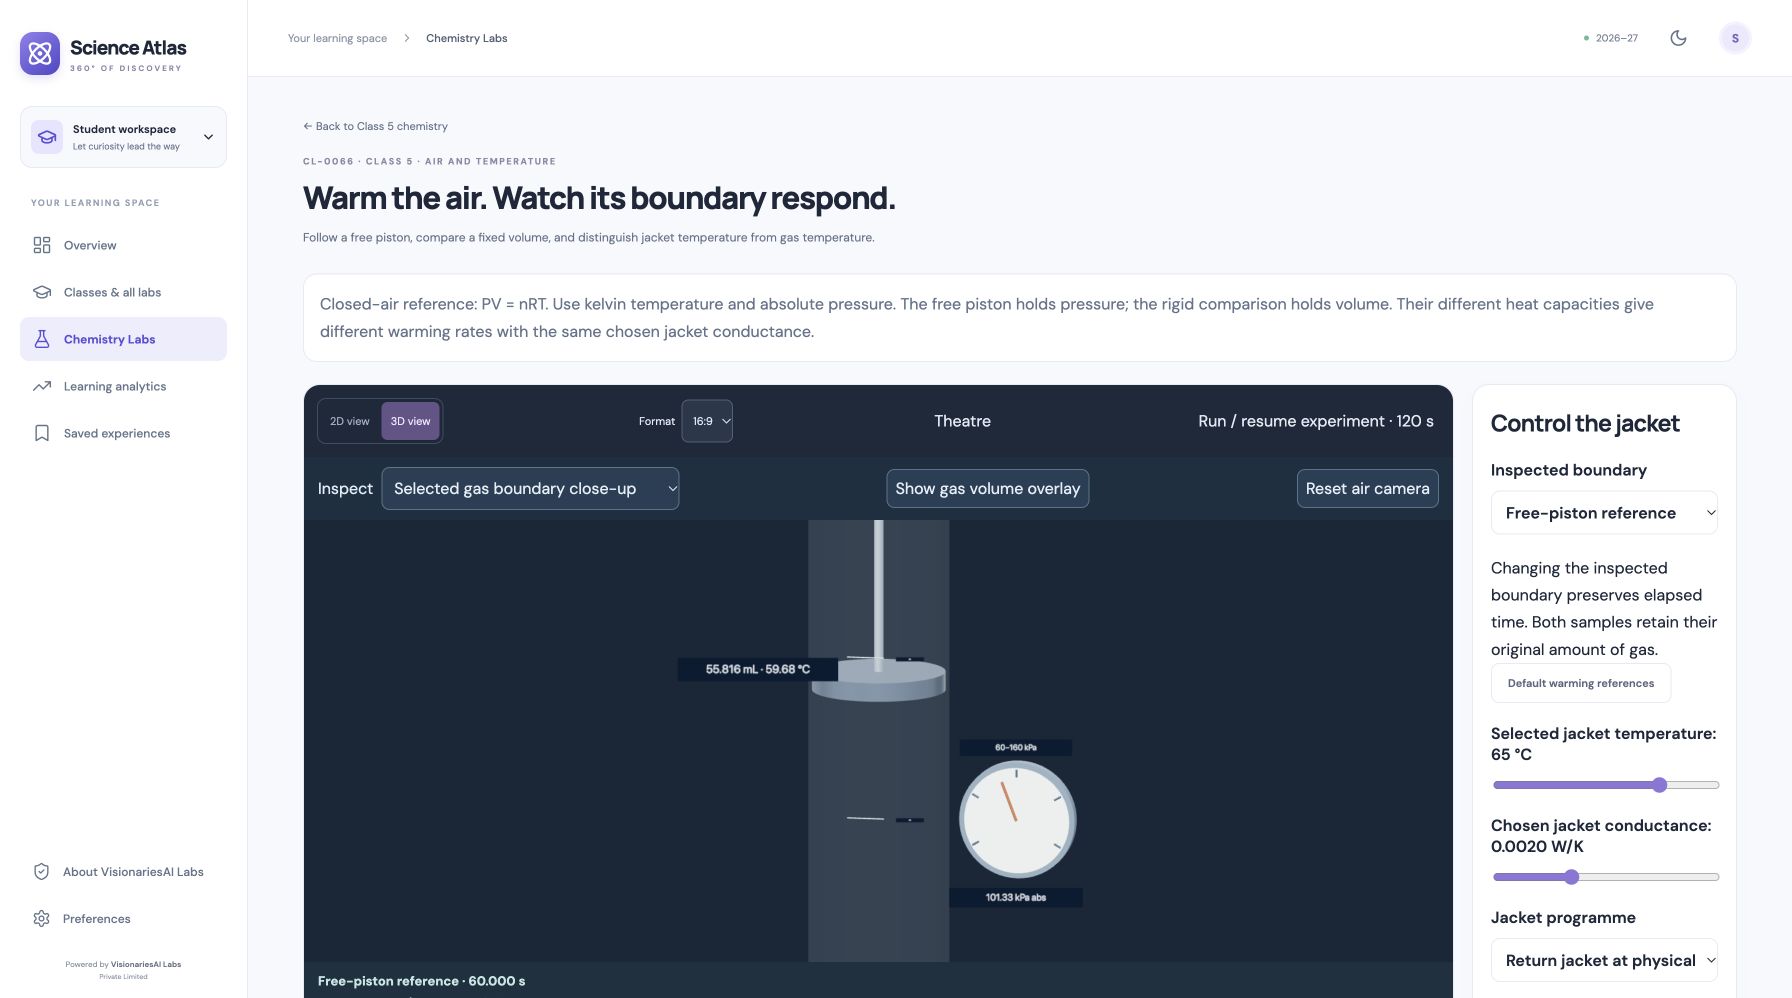 Science Atlas
360° OF DISCOVERY
Student workspace
Let curiosity lead the way
YOUR LEARNING SPACE
Overview
Classes & all labs
Chemistry Labs
Learning analytics
Saved experiences
About VisionariesAI Labs
Preferences
Powered by VisionariesAI Labs
Private Limited
Your learning space
Chemistry Labs
2026–27
S
← Back to Class 5 chemistry
CL-0066 · CLASS 5 · AIR AND TEMPERATURE
Warm the air. Watch its boundary respond.
Follow a free piston, compare a fixed volume, and distinguish jacket temperature from gas temperature.
Closed-air reference: PV = nRT. Use kelvin temperature and absolute pressure. The free piston holds pressure; the rigid comparison holds volume. Their different heat capacities give
different warming rates with the same chosen jacket conductance.
2D view
3D view
Format
16:9
Theatre
Run / resume experiment · 120 s
Inspect
Selected gas boundary close-up
Show gas volume overlay
Reset air camera
55.816 mL · 59.68 °C
60–160 kPa
101.33 kPa abs
Free-piston reference · 60.000 s
Control the jacket
Inspected boundary
Free-piston reference
Changing the inspected
boundary preserves elapsed
time. Both samples retain their
original amount of gas.
Default warming references
Selected jacket temperature:
65 °C
Chosen jacket conductance:
0.0020 W/K
Jacket programme
Return jacket at physical